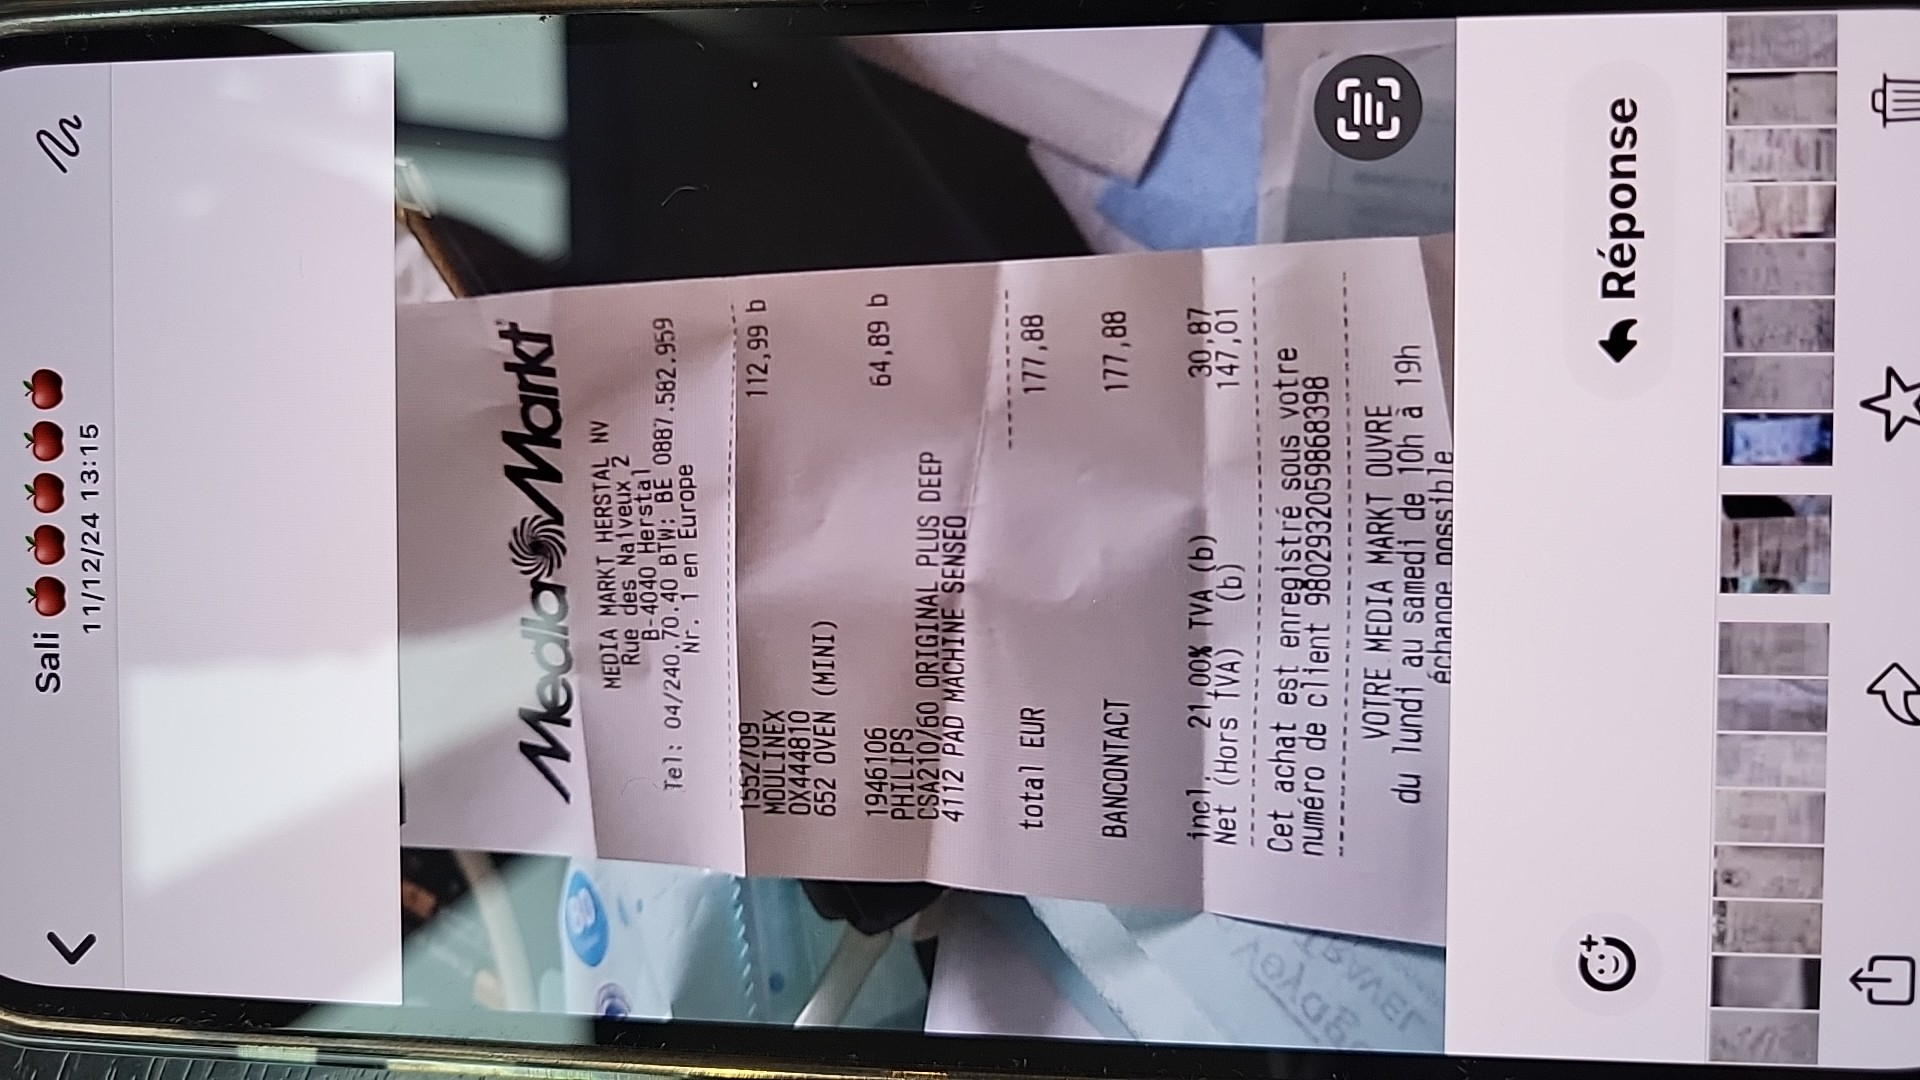 Sali 🍎🍎🍎🍎🍎
11/12/24 13:15
MediaMarkt
MEDIA MARKT HERSTAL NV
Rue des Naiveux 2
B-4040 Herstal
Tel: 04/240.70.40 BTW: BE 0887.582.959
Nr. 1 en Europe
1552709 112,99 b
MOULINEX
OX444810
652 OVEN (MINI)
1946106 64,89 b
PHILIPS
CSA210/60 ORIGINAL PLUS DEEP
4112 PAD MACHINE SENSEO
total EUR 177,88
BANCONTACT 177,88
incl 21,00% TVA (b) 30,87
Net (Hors TVA) (b) 147,01
Cet achat est enregistré sous votre
numéro de client 9802932059868398
VOTRE MEDIA MARKT OUVRE
du lundi au samedi de 10h à 19h
échange possible
Réponse